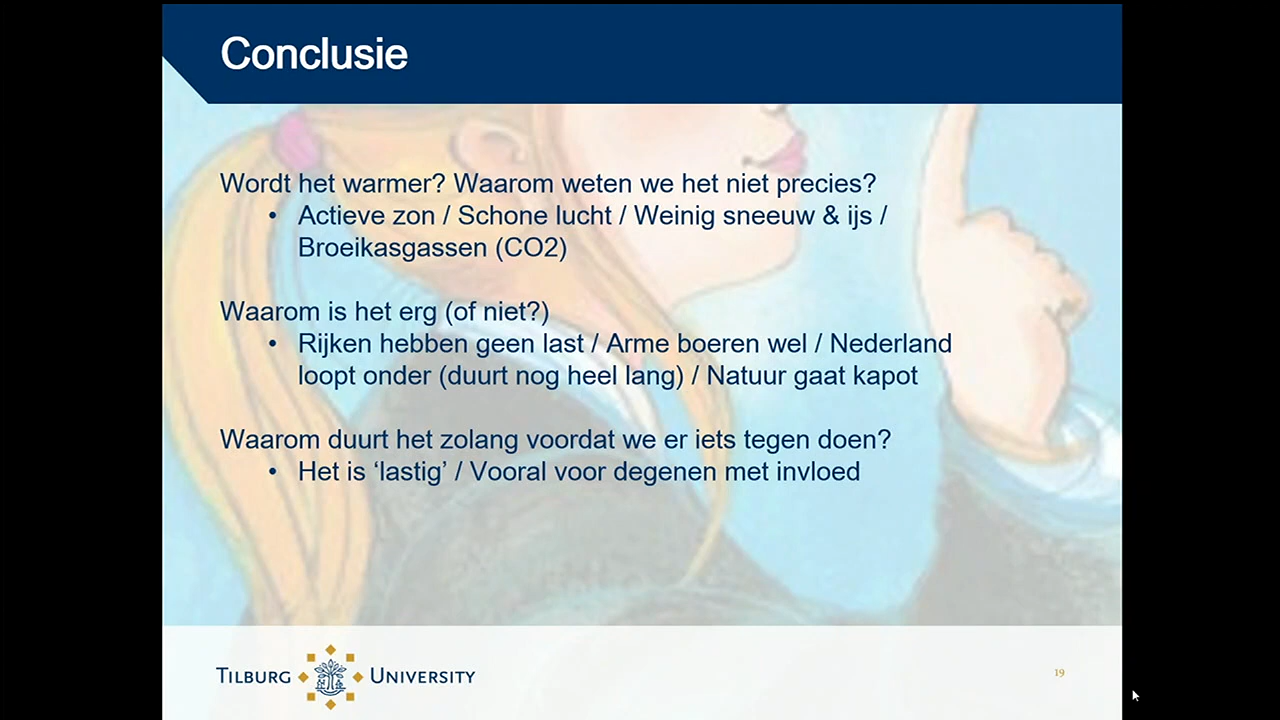 Conclusie
Wordt het warmer? Waarom weten we het niet precies?
• Actieve zon / Schone lucht / Weinig sneeuw & ijs /
Broeikasgassen (CO2)
Waarom is het erg (of niet?)
• Rijken hebben geen last / Arme boeren wel / Nederland
loopt onder (duurt nog heel lang) / Natuur gaat kapot
Waarom duurt het zolang voordat we er iets tegen doen?
• Het is ‘lastig’ / Vooral voor degenen met invloed
TILBURG UNIVERSITY
19